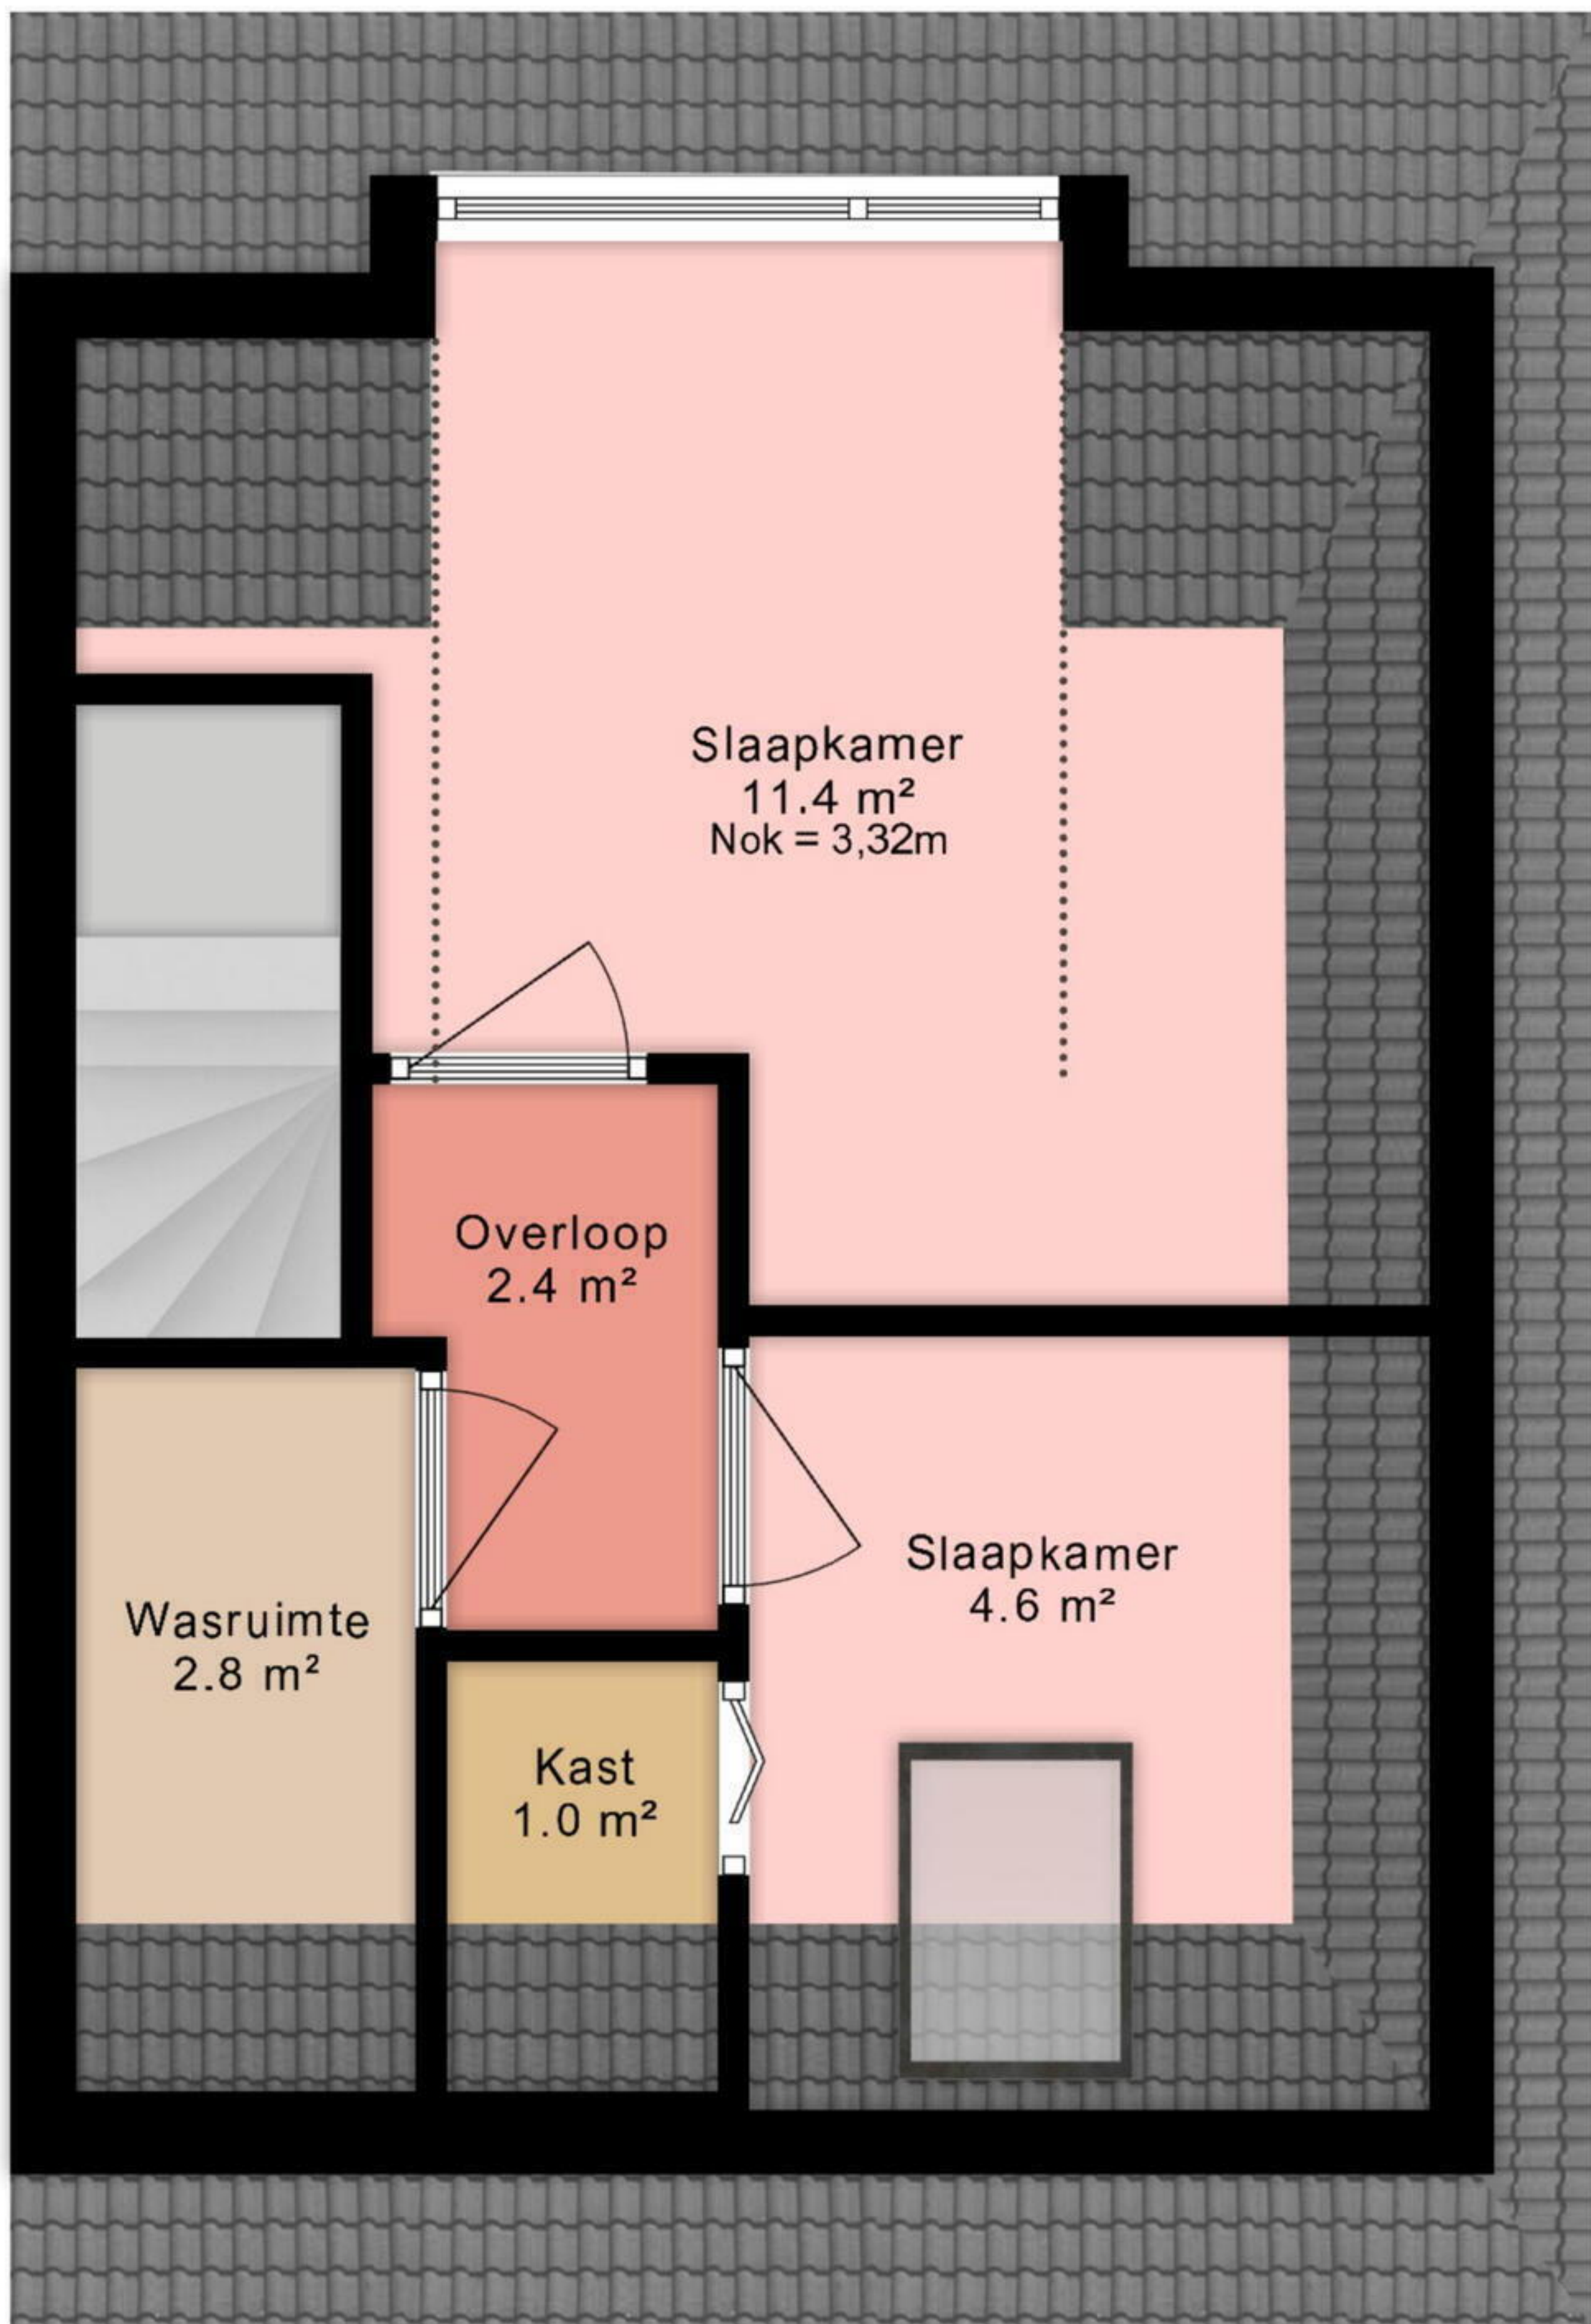 Slaapkamer
11.4 m²
Nok = 3,32m
Overloop
2.4 m²
Slaapkamer
4.6 m²
Wasruimte
2.8 m²
Kast
1.0 m²